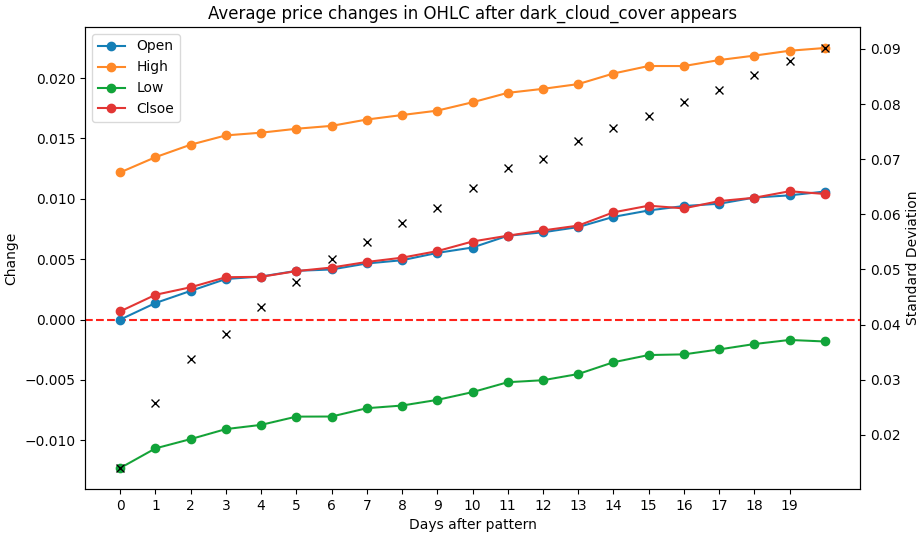 Average price changes in OHLC after dark_cloud_cover appears
Open
High
Low
Clsoe
Change
0.020
0.015
0.010
0.005
0.000
−0.005
−0.010
0.09
0.08
0.07
0.06
0.05
0.04
0.03
0.02
Standard Deviation
0 1 2 3 4 5 6 7 8 9 10 11 12 13 14 15 16 17 18 19
Days after pattern